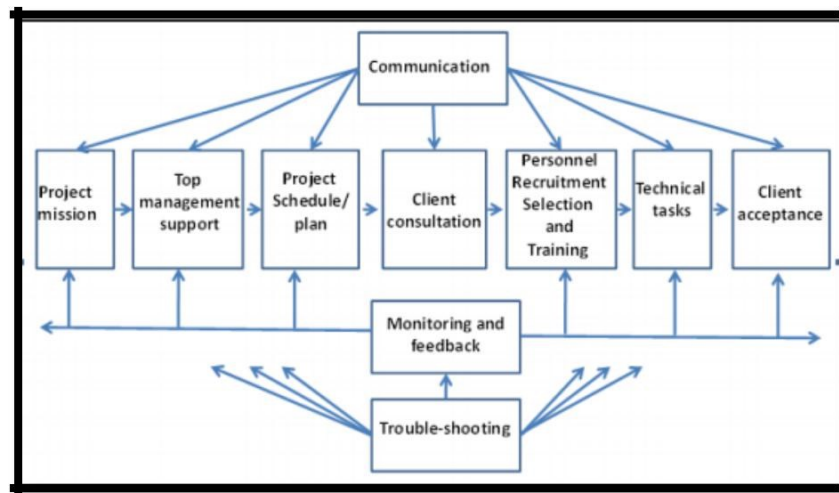 Communication
Project
mission
Top
management
support
Project
Schedule/
plan
Client
consultation
Personnel
Recruitment
Selection
and
Training
Technical
tasks
Client
acceptance
Monitoring and
feedback
Trouble-shooting